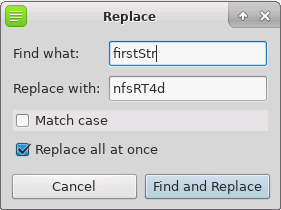 Replace
Find what: firstStr
Replace with: nfsRT4d
Match case
Replace all at once
Cancel Find and Replace